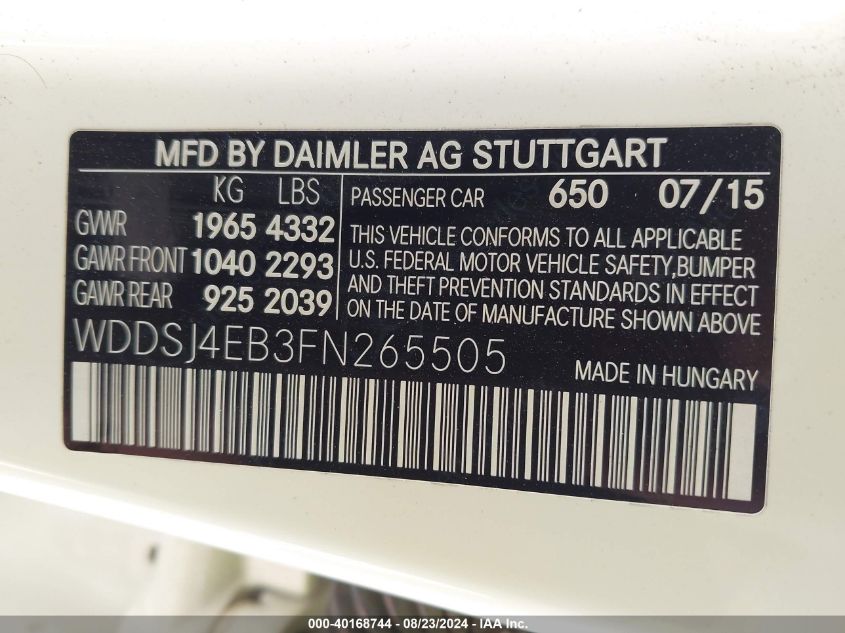 MFD BY DAIMLER AG STUTTGART
KG LBS
GWWR 1965 4332
GAWR FRONT 1040 2293
GAWR REAR 925 2039
PASSENGER CAR 650 07/15
THIS VEHICLE CONFORMS TO ALL APPLICABLE
U.S. FEDERAL MOTOR VEHICLE SAFETY,BUMPER
AND THEFT PREVENTION STANDARDS IN EFFECT
ON THE DATE OF MANUFACTURE SHOWN ABOVE
WDDSJ4EB3FN265505
MADE IN HUNGARY
000-40168744 - 08/23/2024 - IAA Inc.